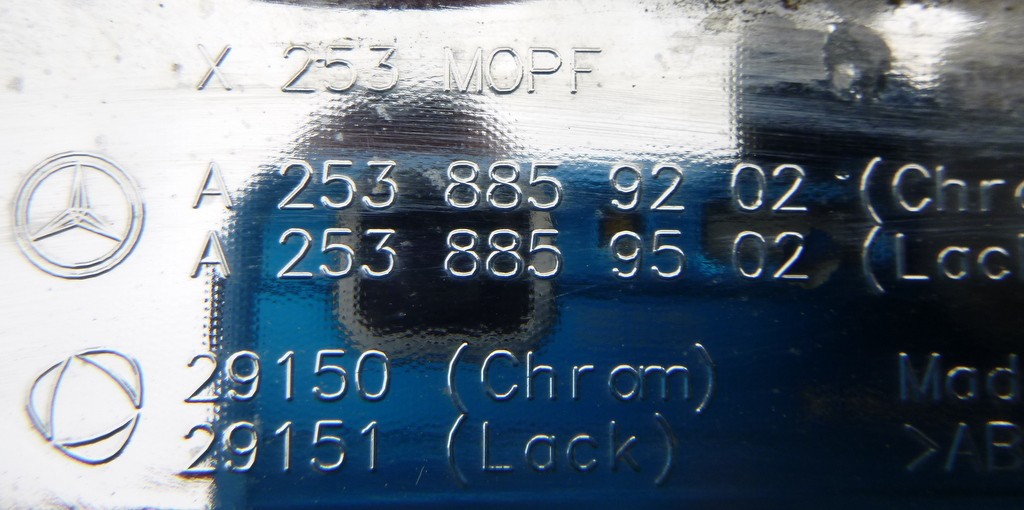 X 253 MOPF
A 253 885 92 02 (Chr
A 253 885 95 02 (Lac
29150 (Chrom)
29151 (Lack)
Mad
>AB